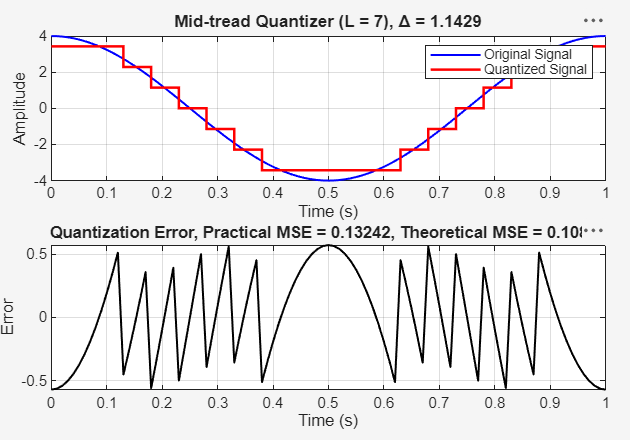 Mid-tread Quantizer (L = 7), Δ = 1.1429
Original Signal
Quantized Signal
Amplitude
4
2
0
-2
-4
0 0.1 0.2 0.3 0.4 0.5 0.6 0.7 0.8 0.9 1
Time (s)
Quantization Error, Practical MSE = 0.13242, Theoretical MSE =
Error
0.5
0
-0.5
0 0.1 0.2 0.3 0.4 0.5 0.6 0.7 0.8 0.9 1
Time (s)